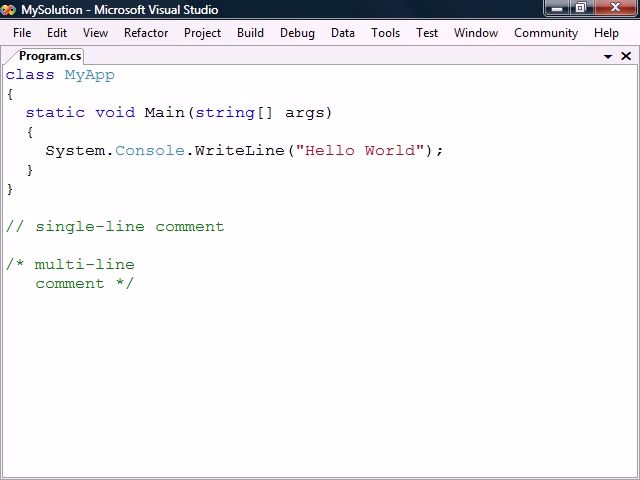 MySolution - Microsoft Visual Studio
File Edit View Refactor Project Build Debug Data Tools Test Window Community Help
Program.cs
class MyApp
{
  static void Main(string[] args)
  {
    System.Console.WriteLine("Hello World");
  }
}
// single-line comment
/* multi-line
   comment */